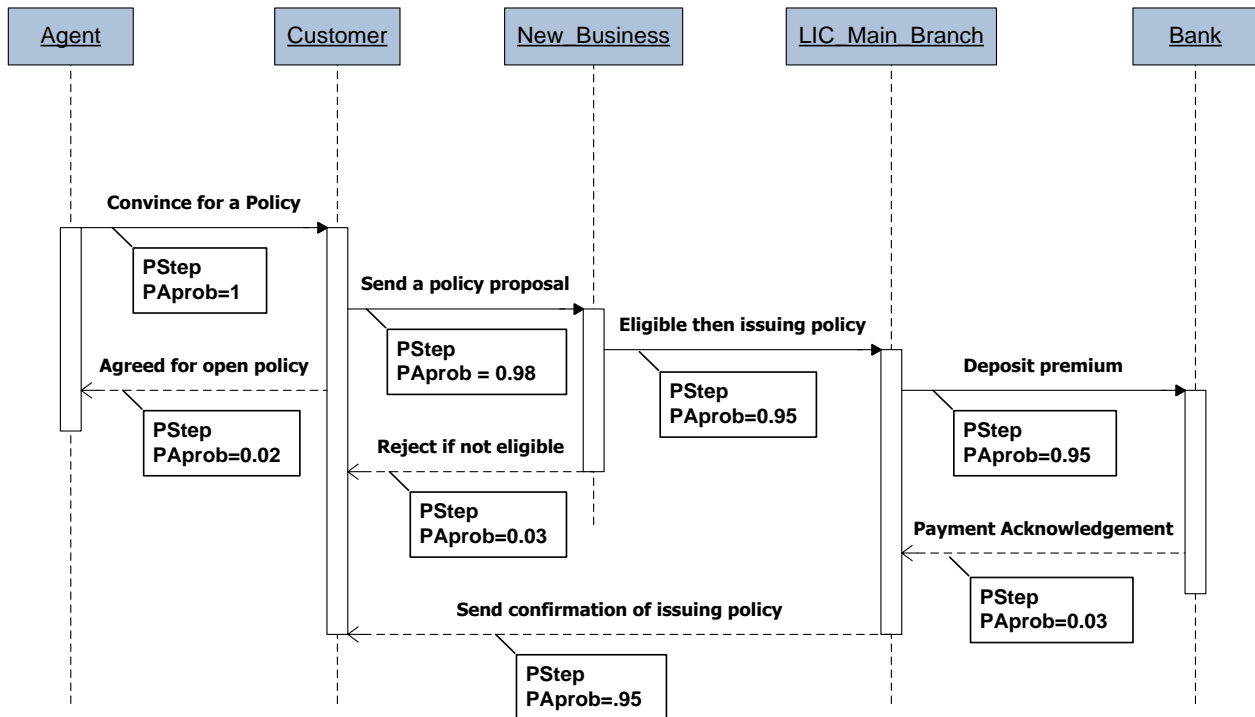 Agent
Customer
New_Business
LIC_Main_Branch
Bank
Convince for a Policy
PStep
PAprob=1
Send a policy proposal
PStep
PAprob = 0.98
Eligible then issuing policy
PStep
PAprob=0.95
Agreed for open policy
PStep
PAprob=0.02
Deposit premium
PStep
PAprob=0.95
Reject if not eligible
PStep
PAprob=0.03
Payment Acknowledgement
PStep
PAprob=0.03
Send confirmation of issuing policy
PStep
PAprob=.95